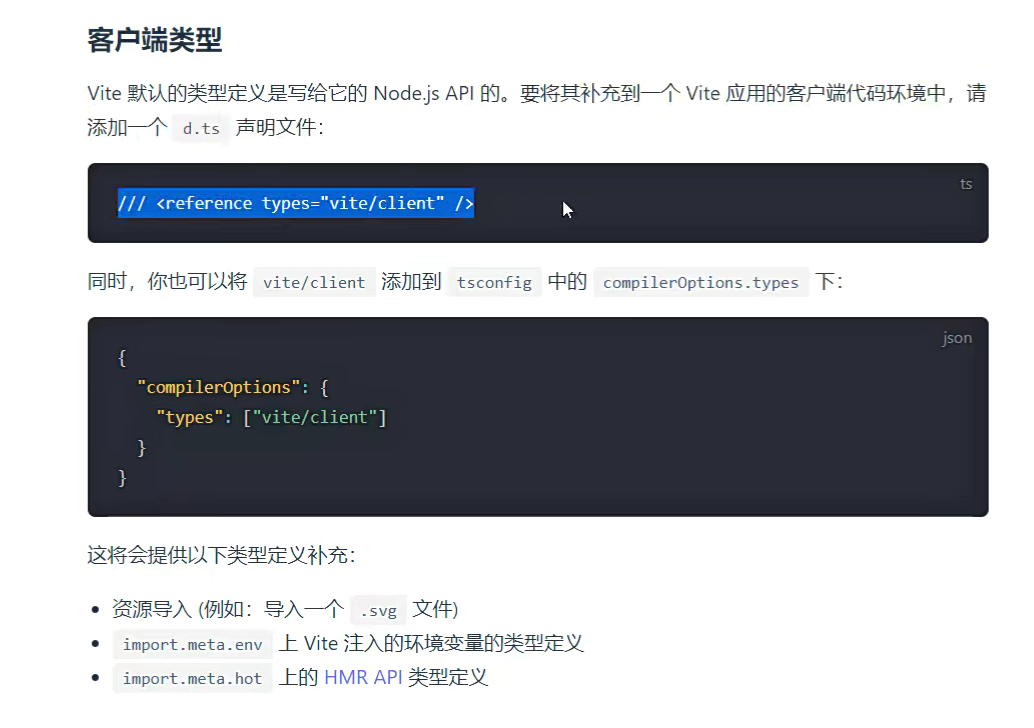 客户端类型
Vite 默认的类型定义是写给它的 Node.js API 的。要将其补充到一个 Vite 应用的客户端代码环境中，请
添加一个 d.ts 声明文件：
ts
/// <reference types="vite/client" />
同时，你也可以将 vite/client 添加到 tsconfig 中的 compilerOptions.types 下：
json
{
  "compilerOptions": {
    "types": ["vite/client"]
  }
}
这将会提供以下类型定义补充：
• 资源导入 (例如：导入一个 .svg 文件)
• import.meta.env 上 Vite 注入的环境变量的类型定义
• import.meta.hot 上的 HMR API 类型定义